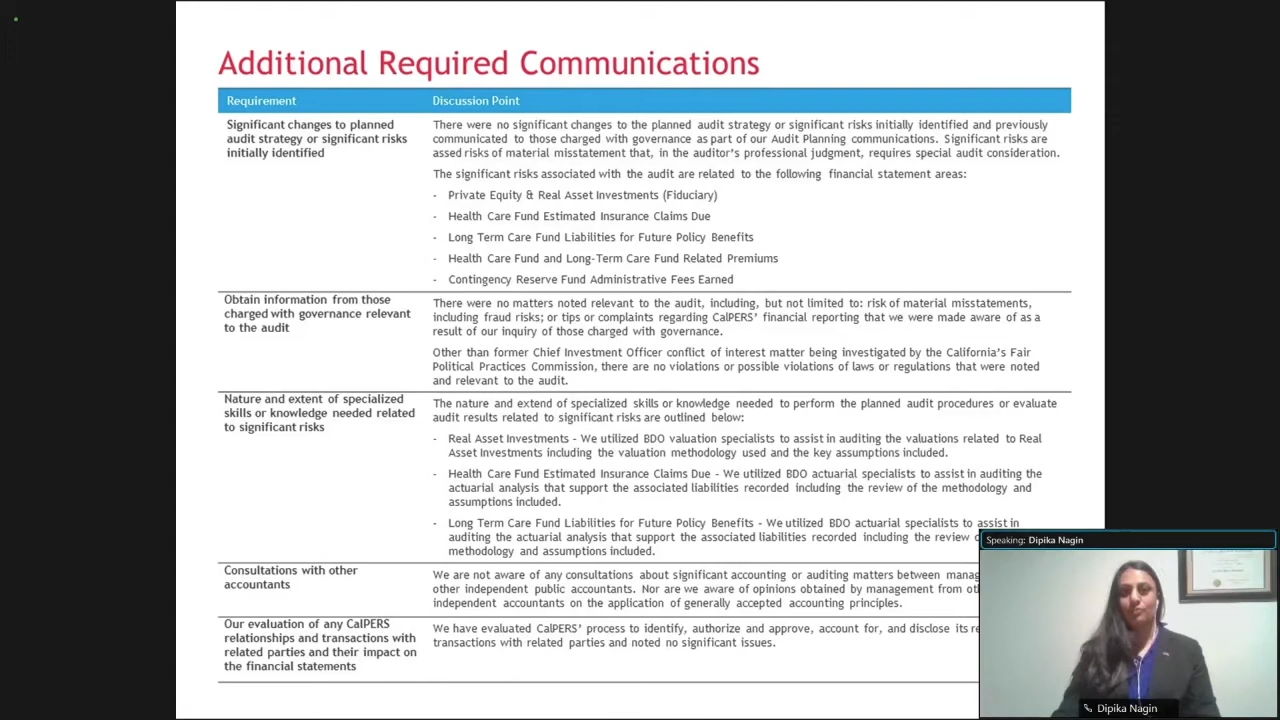 Additional Required Communications
Requirement
Discussion Point
Significant changes to planned
audit strategy or significant risks
initially identified
There were no significant changes to the planned audit strategy or significant risks initially identified and previously
communicated to those charged with governance as part of our Audit Planning communications. Significant risks are
assed risks of material misstatement that, in the auditor's professional judgment, requires special audit consideration.
The significant risks associated with the audit are related to the following financial statement areas:
- Private Equity & Real Asset Investments (Fiduciary)
- Health Care Fund Estimated Insurance Claims Due
- Long Term Care Fund Liabilities for Future Policy Benefits
- Health Care Fund and Long-Term Care Fund Related Premiums
- Contingency Reserve Fund Administrative Fees Earned
Obtain information from those
charged with governance relevant
to the audit
There were no matters noted relevant to the audit, including, but not limited to: risk of material misstatements,
including fraud risks; or tips or complaints regarding CalPERS' financial reporting that we were made aware of as a
result of our inquiry of those charged with governance.
Other than former Chief Investment Officer conflict of interest matter being investigated by the California's Fair
Political Practices Commission, there are no violations or possible violations of laws or regulations that were noted
and relevant to the audit.
Nature and extent of specialized
skills or knowledge needed related
to significant risks
The nature and extent of specialized skills or knowledge needed to perform the planned audit procedures or evaluate
audit results related to significant risks are outlined below:
- Real Asset Investments - We utilized BDO valuation specialists to assist in auditing the valuations related to Real
Asset Investments including the valuation methodology used and the key assumptions included.
- Health Care Fund Estimated Insurance Claims Due - We utilized BDO actuarial specialists to assist in auditing the
actuarial analysis that support the associated liabilities recorded including the review of the methodology and
assumptions included.
- Long Term Care Fund Liabilities for Future Policy Benefits - We utilized BDO actuarial specialists to assist in
auditing the actuarial analysis that support the associated liabilities recorded including the review
methodology and assumptions included.
Consultations with other
accountants
We are not aware of any consultations about significant accounting or auditing matters between
other independent public accountants. Nor are we aware of opinions obtained by management from
independent accountants on the application of generally accepted accounting principles.
Our evaluation of any CalPERS
relationships and transactions with
related parties and their impact on
the financial statements
We have evaluated CalPERS' process to identify, authorize and approve, account for, and disclose its
transactions with related parties and noted no significant issues.
Speaking: Dipika Nagin
Dipika Nagin